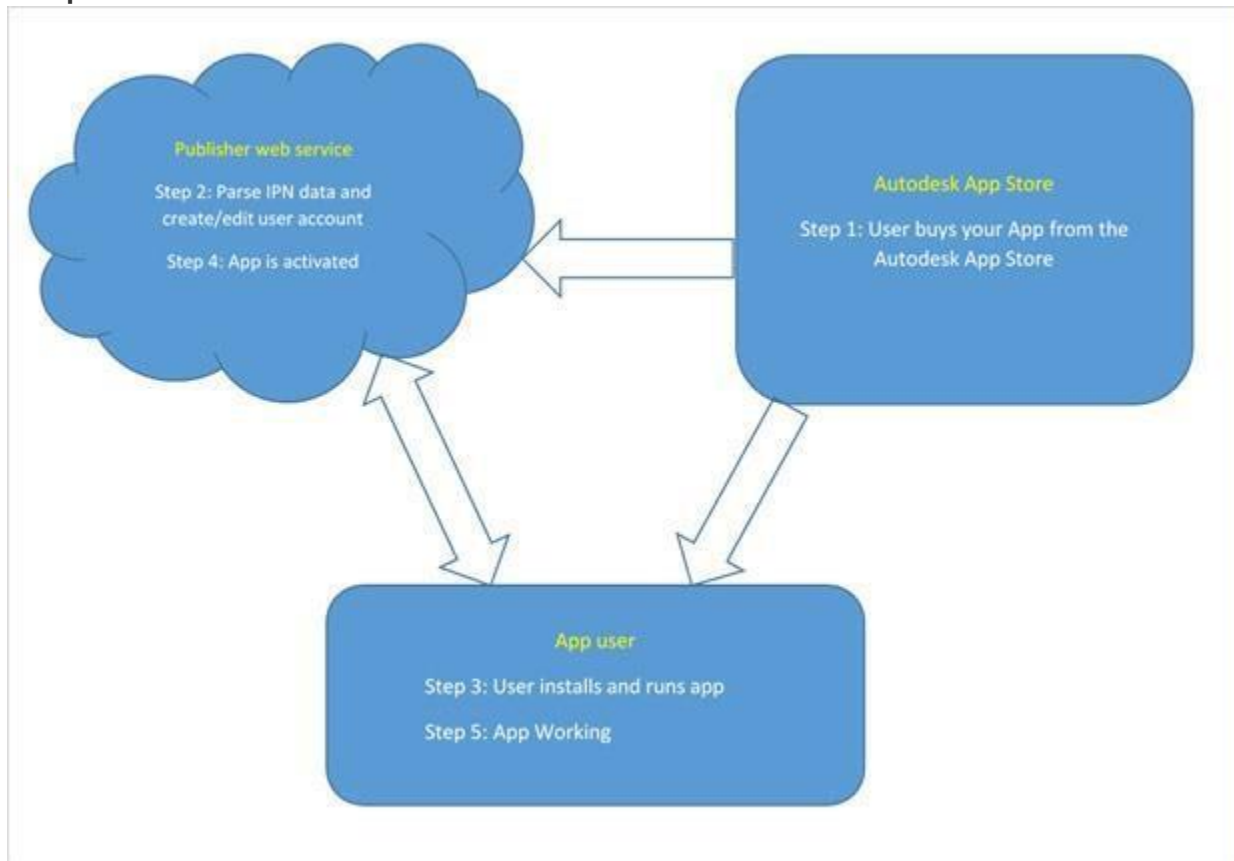 Publisher web service
Step 2: Parse IPN data and
create/edit user account
Step 4: App is activated
Autodesk App Store
Step 1: User buys your App from the
Autodesk App Store
App user
Step 3: User installs and runs app
Step 5: App Working